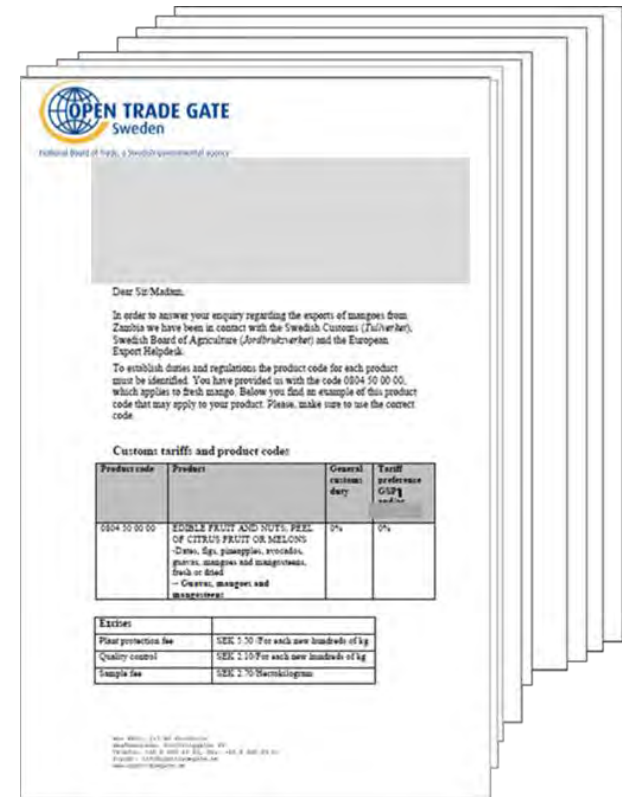 OPEN TRADE GATE
Sweden
National Board of Trade, a Swedish governmental agency
Dear Sir/Madam,
In order to answer your enquiry regarding the exports of mangoes from
Zambia we have been in contact with the Swedish Customs (Tullverket),
Swedish Board of Agriculture (Jordbruksverket) and the European
Export Helpdesk.
To establish duties and regulations the product code for each product
must be identified. You have provided us with the code 0804 50 00 00,
which applies to fresh mango. Below you find an example of this product
code that may apply to your product. Please, make sure to use the correct
code.
Customs tariffs and product codes
Product code Product General customs duty Tariff preference GSP1
0804 50 00 00 EDIBLE FRUIT AND NUTS; PEEL 0% 0%
OF CITRUS FRUIT OR MELONS
-Dates, figs, pineapples, avocados,
guavas, mangoes and mangosteens,
fresh or dried
– Guavas, mangoes and
mangosteens
Excises
Plant protection fee SEK 5.50 /For each new hundreds of kg
Quality control SEK 2.10/For each new hundreds of kg
Sample fee SEK 2.70/Hectokilogram